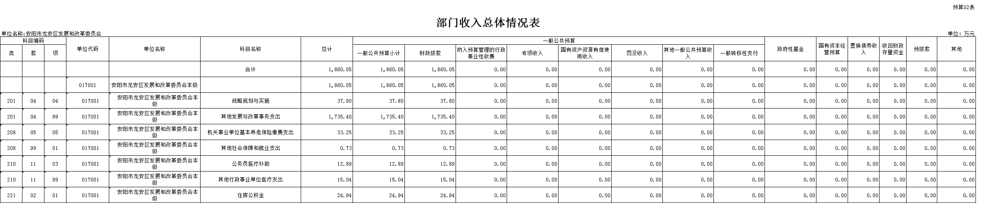 预算02表
部门收入总体情况表
单位名称:安阳市龙安区发展和改革委员会 单位：万元
科目编码 单位代码 单位名称 科目名称 总计 一般公共预算 政府性基金 国有资本经营预算 置换债券收入 收回财政存量资金 预拨款 其他
类 款 项 一般公共预算小计 财政拨款 纳入预算管理的行政事业性收费 专项收入 国有资产资源有偿使用收入 罚没收入 其他一般公共预算收入 一般转移性支付
合计 1,860.05 1,860.05 1,860.05 0.00 0.00 0.00 0.00 0.00 0.00 0.00 0.00 0.00 0.00 0.00 0.00
017001 安阳市龙安区发展和改革委员会本级 1,860.05 1,860.05 1,860.05 0.00 0.00 0.00 0.00 0.00 0.00 0.00 0.00 0.00 0.00 0.00 0.00
201 04 04 017001 安阳市龙安区发展和改革委员会本级 战略规划与实施 37.80 37.80 37.80 0.00 0.00 0.00 0.00 0.00 0.00 0.00 0.00 0.00 0.00 0.00 0.00
201 04 99 017001 安阳市龙安区发展和改革委员会本级 其他发展与改革事务支出 1,735.40 1,735.40 1,735.40 0.00 0.00 0.00 0.00 0.00 0.00 0.00 0.00 0.00 0.00 0.00 0.00
208 05 05 017001 安阳市龙安区发展和改革委员会本级 机关事业单位基本养老保险缴费支出 33.25 33.25 33.25 0.00 0.00 0.00 0.00 0.00 0.00 0.00 0.00 0.00 0.00 0.00 0.00
208 99 01 017001 安阳市龙安区发展和改革委员会本级 其他社会保障和就业支出 0.73 0.73 0.73 0.00 0.00 0.00 0.00 0.00 0.00 0.00 0.00 0.00 0.00 0.00 0.00
210 11 03 017001 安阳市龙安区发展和改革委员会本级 公务员医疗补助 12.89 12.89 12.89 0.00 0.00 0.00 0.00 0.00 0.00 0.00 0.00 0.00 0.00 0.00 0.00
210 11 99 017001 安阳市龙安区发展和改革委员会本级 其他行政事业单位医疗支出 15.04 15.04 15.04 0.00 0.00 0.00 0.00 0.00 0.00 0.00 0.00 0.00 0.00 0.00 0.00
221 02 01 017001 安阳市龙安区发展和改革委员会本级 住房公积金 24.94 24.94 24.94 0.00 0.00 0.00 0.00 0.00 0.00 0.00 0.00 0.00 0.00 0.00 0.00